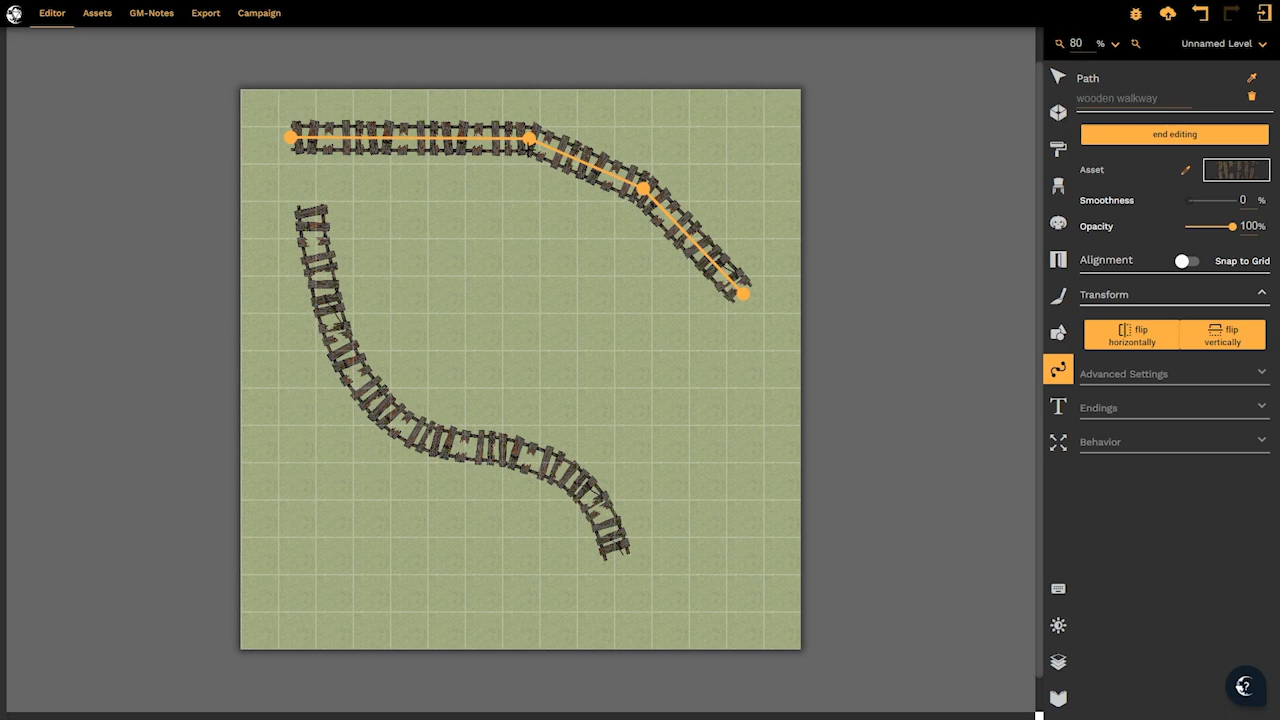 Editor Assets GM-Notes Export Campaign
80 % Unnamed Level
Path
wooden walkway
end editing
Asset
Smoothness 0 %
Opacity 100%
Alignment Snap to Grid
Transform
flip horizontally
flip vertically
Advanced Settings
Endings
Behavior